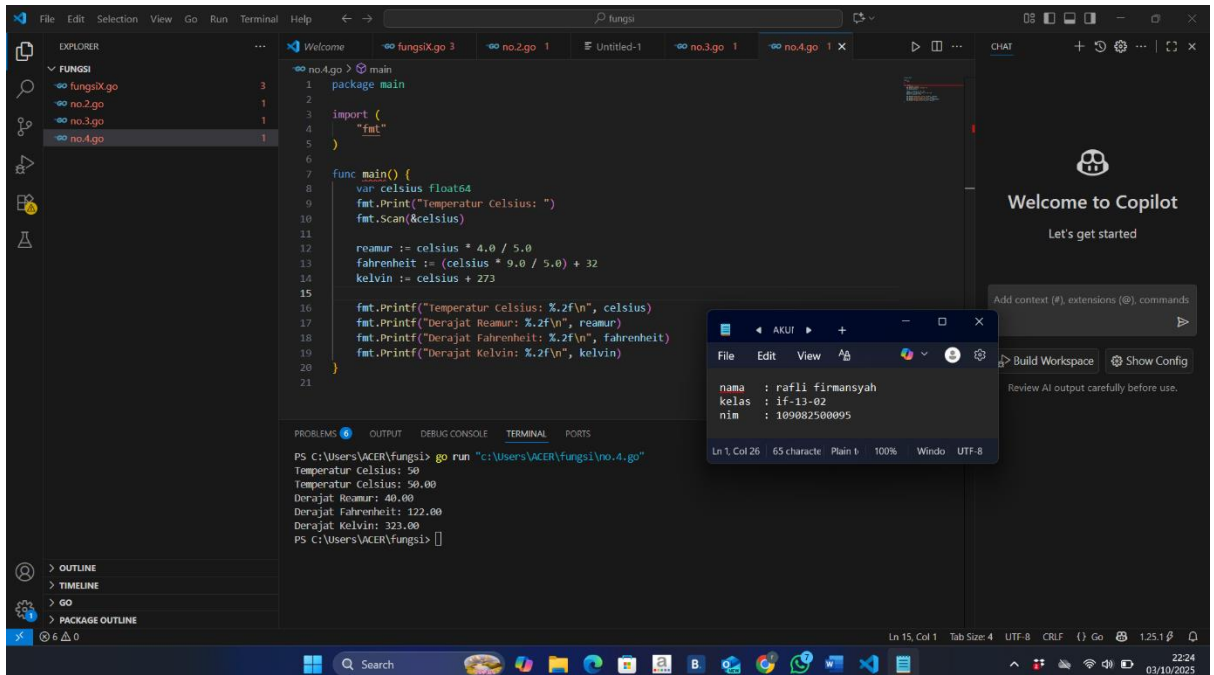 File Edit Selection View Go Run Terminal Help
fungsi
EXPLORER
FUNGSI
fungsiX.go 3
no.2.go 1
no.3.go 1
no.4.go 1
OUTLINE
TIMELINE
GO
PACKAGE OUTLINE
Welcome fungsiX.go 3 no.2.go 1 Untitled-1 no.3.go 1 no.4.go 1
no.4.go > main
1 package main
2
3 import (
4 "fmt"
5 )
6
7 func main() {
8 var celsius float64
9 fmt.Print("Temperatur Celsius: ")
10 fmt.Scan(&celsius)
11
12 reamur := celsius * 4.0 / 5.0
13 fahrenheit := (celsius * 9.0 / 5.0) + 32
14 kelvin := celsius + 273
15
16 fmt.Printf("Temperatur Celsius: %.2f\n", celsius)
17 fmt.Printf("Derajat Reamur: %.2f\n", reamur)
18 fmt.Printf("Derajat Fahrenheit: %.2f\n", fahrenheit)
19 fmt.Printf("Derajat Kelvin: %.2f\n", kelvin)
20 }
21
PROBLEMS 6 OUTPUT DEBUG CONSOLE TERMINAL PORTS
PS C:\Users\ACER\fungsi> go run "c:\Users\ACER\fungsi\no.4.go"
Temperatur Celsius: 50
Temperatur Celsius: 50.00
Derajat Reamur: 40.00
Derajat Fahrenheit: 122.00
Derajat Kelvin: 323.00
PS C:\Users\ACER\fungsi>
CHAT
Welcome to Copilot
Let's get started
Add context (#), extensions (@), commands
Build Workspace Show Config
Review AI output carefully before use.
AKUN
File Edit View
nama : rafli firmansyah
kelas : if-13-02
nim : 109082500095
Ln 1, Col 26 65 characte Plain t 100% Windo UTF-8
6 0
Ln 15, Col 1 Tab Size: 4 UTF-8 CRLF {} Go 1.25.1
Search
22:24
03/10/2025